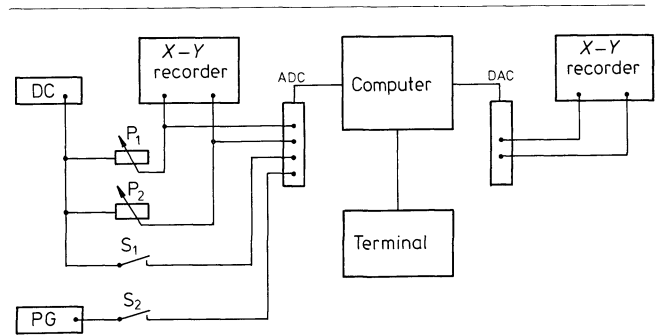 X–Y
recorder
ADC
Computer
DAC
X–Y
recorder
DC
P₁
P₂
S₁
Terminal
S₂
PG